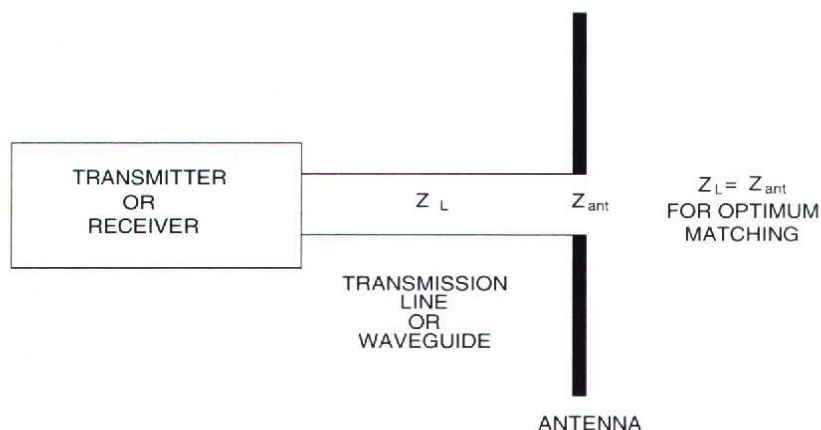 TRANSMITTER
OR
RECEIVER
Z L
Z ant
Z L = Z ant
FOR OPTIMUM
MATCHING
TRANSMISSION
LINE
OR
WAVEGUIDE
ANTENNA